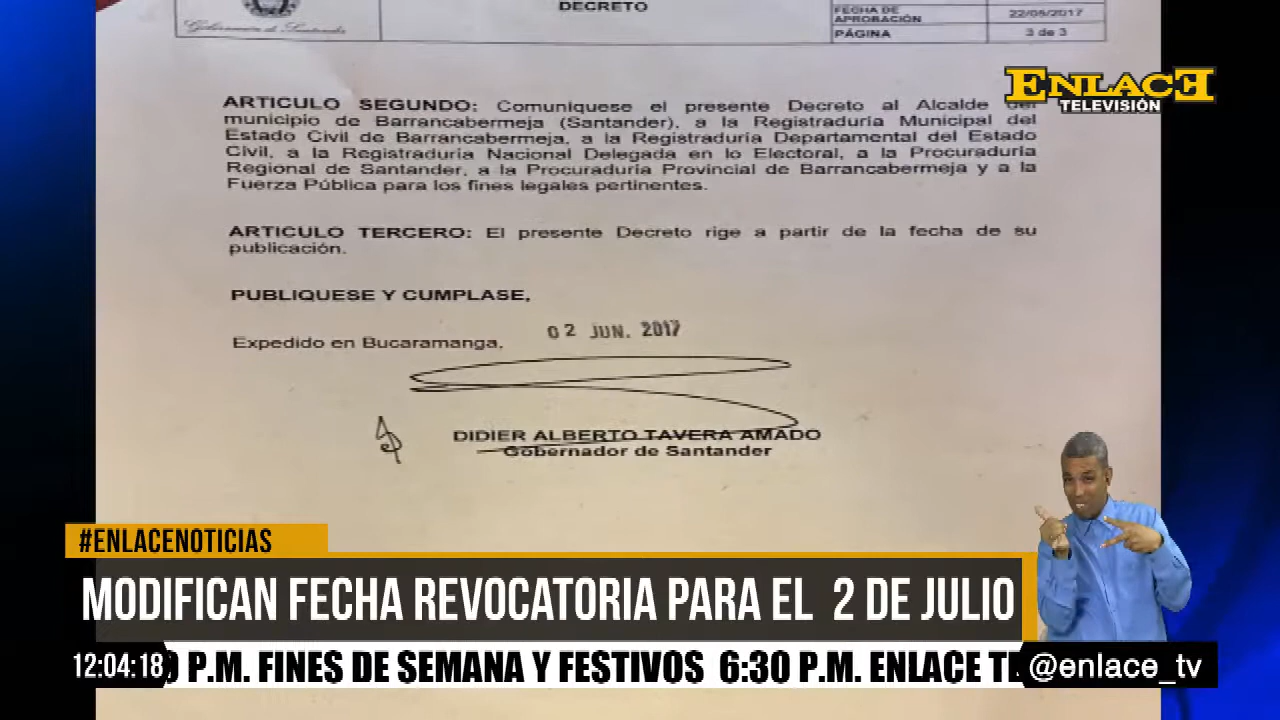 Gobernación de Santander
DECRETO
FECHA DE
APROBACIÓN
22/05/2017
PÁGINA
3 de 3
ENLACE
TELEVISIÓN
ARTICULO SEGUNDO: Comuníquese el presente Decreto al Alcalde del
municipio de Barrancabermeja (Santander), a la Registraduría Municipal del
Estado Civil de Barrancabermeja, a la Registraduría Departamental del Estado
Civil, a la Registraduría Nacional Delegada en lo Electoral, a la Procuraduría
Regional de Santander, a la Procuraduría Provincial de Barrancabermeja y a la
Fuerza Pública para los fines legales pertinentes.
ARTICULO TERCERO: El presente Decreto rige a partir de la fecha de su
publicación.
PUBLIQUESE Y CUMPLASE,
02 JUN. 2017
Expedido en Bucaramanga,
DIDIER ALBERTO TAVERA AMADO
Gobernador de Santander
#ENLACENOTICIAS
MODIFICAN FECHA REVOCATORIA PARA EL 2 DE JULIO
12:04:18
P.M. FINES DE SEMANA Y FESTIVOS 6:30 P.M. ENLACE
@enlace_tv